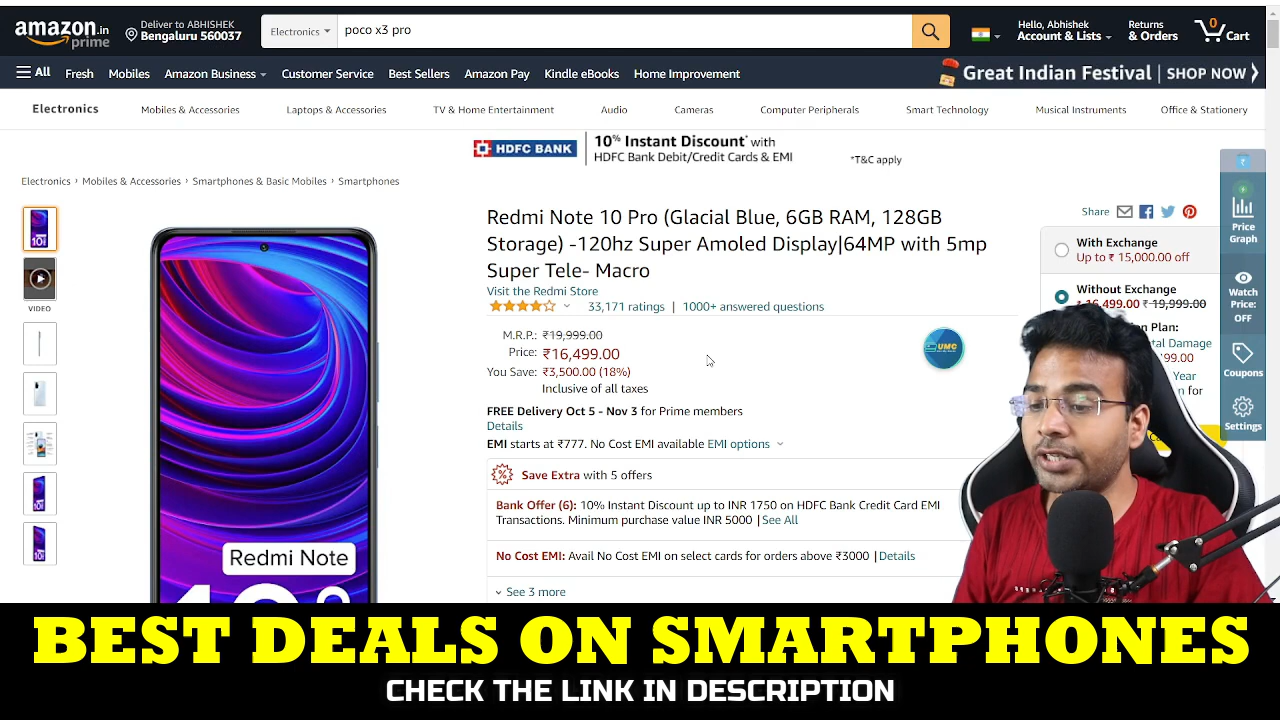 amazon.in
prime
Deliver to ABHISHEK
Bengaluru 560037
Electronics
poco x3 pro
Hello, Abhishek
Account & Lists
Returns
& Orders
0
Cart
All
Fresh
Mobiles
Amazon Business
Customer Service
Best Sellers
Amazon Pay
Kindle eBooks
Home Improvement
Great Indian Festival | SHOP NOW
Electronics
Mobiles & Accessories
Laptops & Accessories
TV & Home Entertainment
Audio
Cameras
Computer Peripherals
Smart Technology
Musical Instruments
Office & Stationery
HDFC BANK
10% Instant Discount* with
HDFC Bank Debit/Credit Cards & EMI
*T&C apply
Electronics › Mobiles & Accessories › Smartphones & Basic Mobiles › Smartphones
VIDEO
Redmi Note
Redmi Note 10 Pro (Glacial Blue, 6GB RAM, 128GB
Storage) -120hz Super Amoled Display|64MP with 5mp
Super Tele- Macro
Visit the Redmi Store
33,171 ratings | 1000+ answered questions
M.R.P.: ₹19,999.00
Price: ₹16,499.00
You Save: ₹3,500.00 (18%)
Inclusive of all taxes
UMC
FREE Delivery Oct 5 - Nov 3 for Prime members
Details
EMI starts at ₹777. No Cost EMI available EMI options
Save Extra with 5 offers
Bank Offer (6): 10% Instant Discount up to INR 1750 on HDFC Bank Credit Card EMI
Transactions. Minimum purchase value INR 5000 | See All
No Cost EMI: Avail No Cost EMI on select cards for orders above ₹3000 | Details
See 3 more
Share
With Exchange
Up to ₹ 15,000.00 off
Without Exchange
16,499.00 ₹ 19,999.00
Plan:
Damage
Year
for
Price
Graph
Watch
Price:
OFF
Coupons
Settings
BEST DEALS ON SMARTPHONES
CHECK THE LINK IN DESCRIPTION